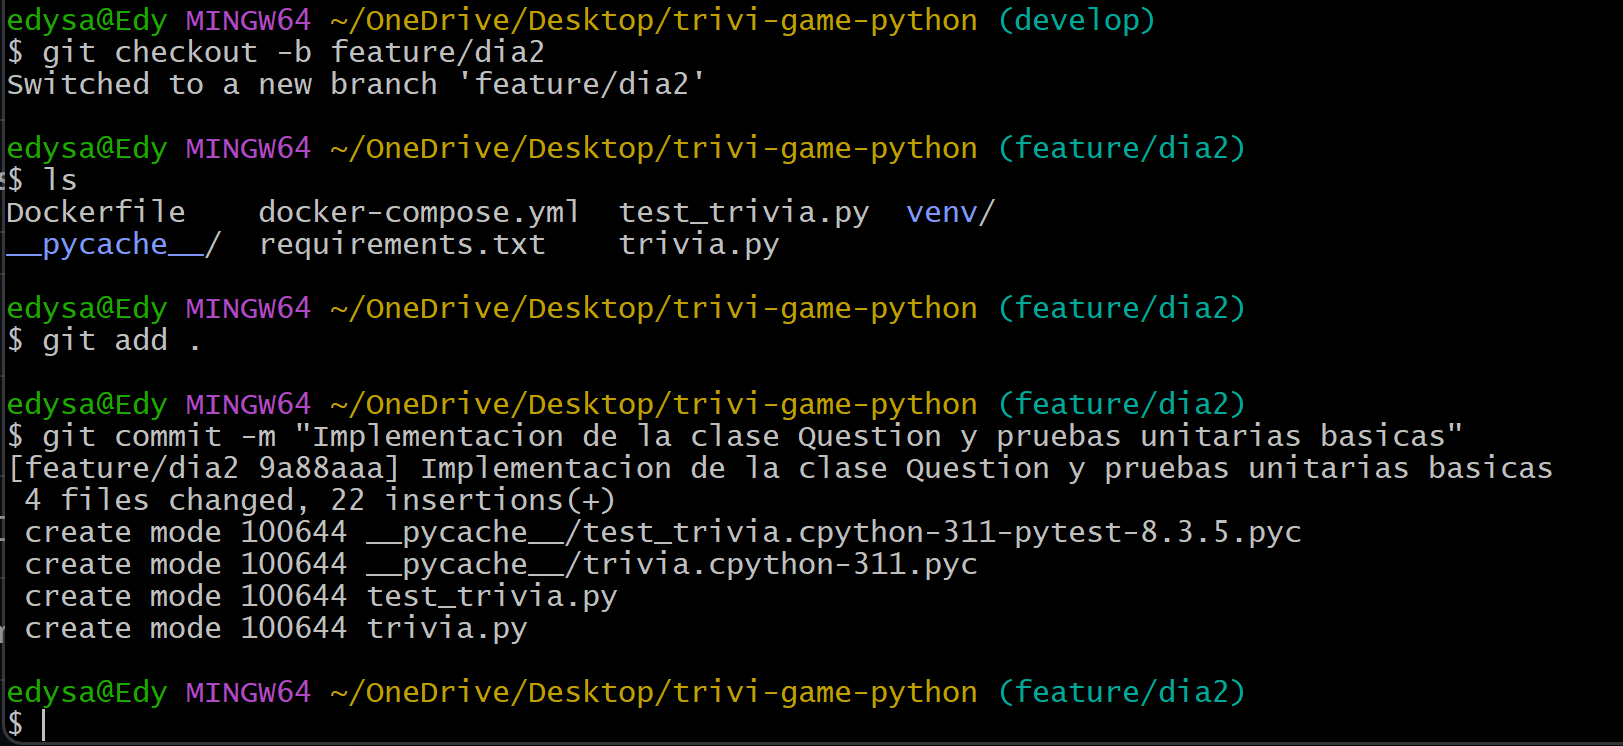 edysa@Edy MINGW64 ~/OneDrive/Desktop/trivi-game-python (develop)
$ git checkout -b feature/dia2
Switched to a new branch 'feature/dia2'
edysa@Edy MINGW64 ~/OneDrive/Desktop/trivi-game-python (feature/dia2)
$ ls
Dockerfile    docker-compose.yml  test_trivia.py  venv/
__pycache__/  requirements.txt    trivia.py
edysa@Edy MINGW64 ~/OneDrive/Desktop/trivi-game-python (feature/dia2)
$ git add .
edysa@Edy MINGW64 ~/OneDrive/Desktop/trivi-game-python (feature/dia2)
$ git commit -m "Implementacion de la clase Question y pruebas unitarias basicas"
[feature/dia2 9a88aaa] Implementacion de la clase Question y pruebas unitarias basicas
 4 files changed, 22 insertions(+)
 create mode 100644 __pycache__/test_trivia.cpython-311-pytest-8.3.5.pyc
 create mode 100644 __pycache__/trivia.cpython-311.pyc
 create mode 100644 test_trivia.py
 create mode 100644 trivia.py
edysa@Edy MINGW64 ~/OneDrive/Desktop/trivi-game-python (feature/dia2)
$